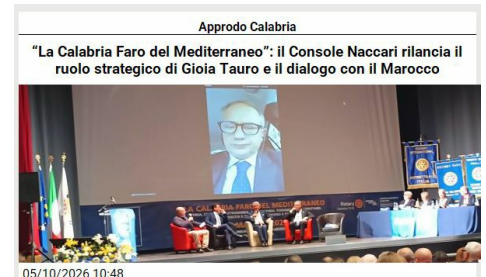 Approdo Calabria
“La Calabria Faro del Mediterraneo”: il Console Naccari rilancia il
ruolo strategico di Gioia Tauro e il dialogo con il Marocco
LA CALABRIA FARO DEL MEDITERRANEO
Rotary
05/10/2026 10:48